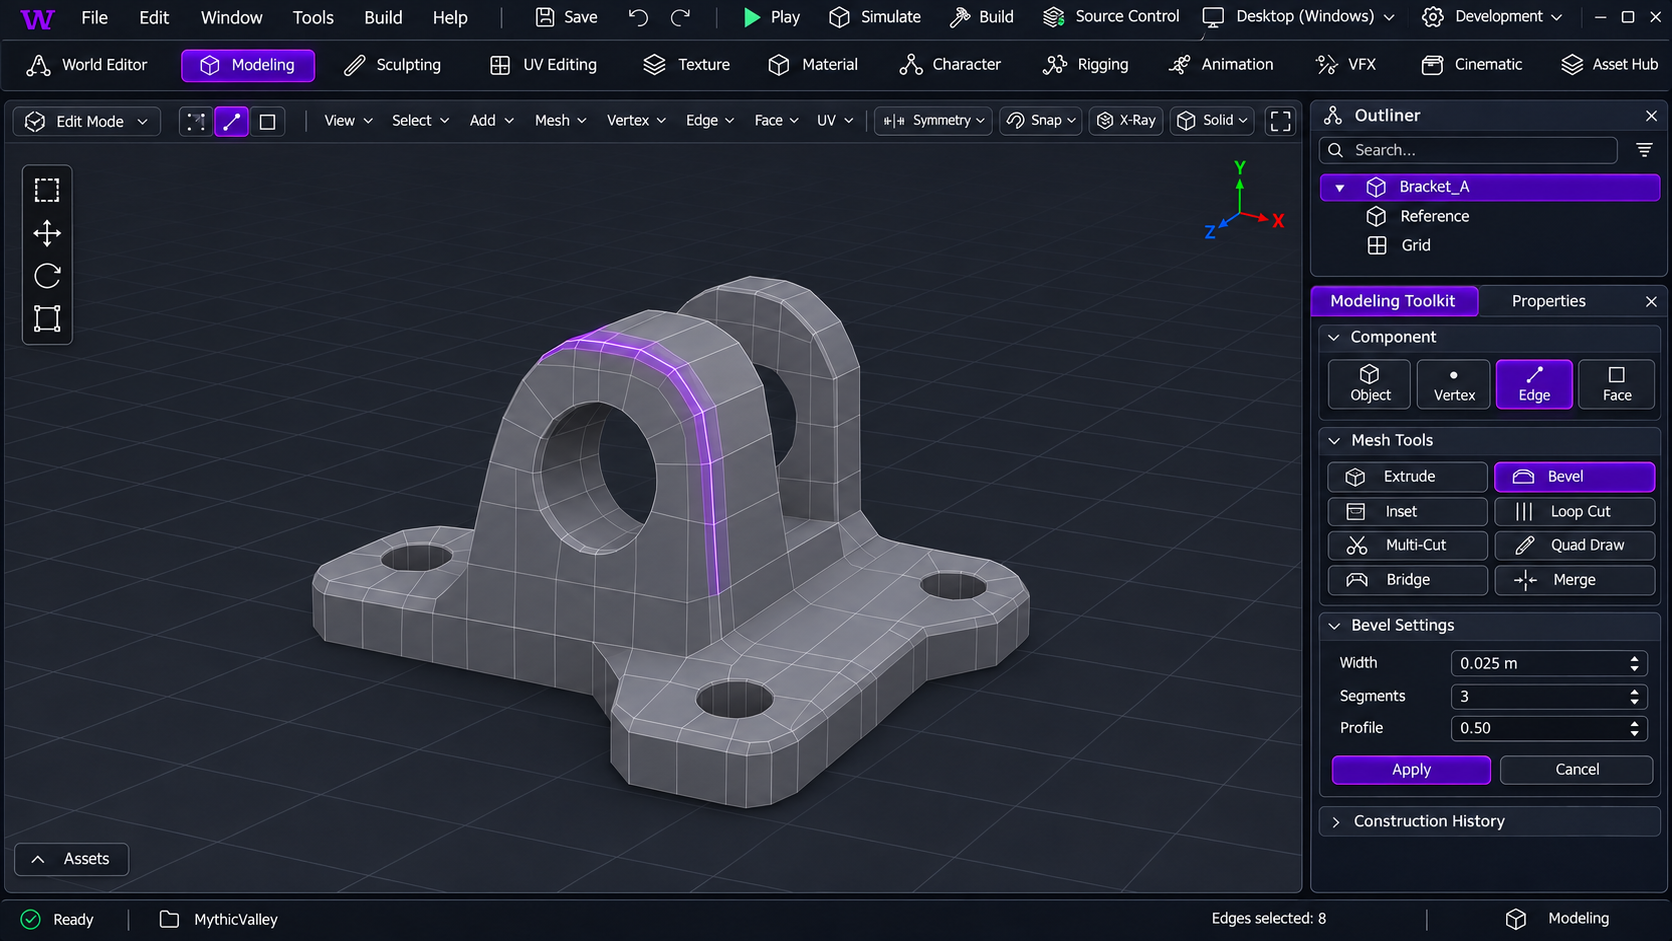 W File Edit Window Tools Build Help Save Play Simulate Build Source Control Desktop (Windows) Development
World Editor Modeling Sculpting UV Editing Texture Material Character Rigging Animation VFX Cinematic Asset Hub
Edit Mode View Select Add Mesh Vertex Edge Face UV Symmetry Snap X-Ray Solid
Y
X
Z
Outliner
Search...
Bracket_A
Reference
Grid
Modeling Toolkit Properties
Component
Object Vertex Edge Face
Mesh Tools
Extrude Bevel
Inset Loop Cut
Multi-Cut Quad Draw
Bridge Merge
Bevel Settings
Width 0.025 m
Segments 3
Profile 0.50
Apply Cancel
Construction History
Assets
Ready MythicValley Edges selected: 8 Modeling